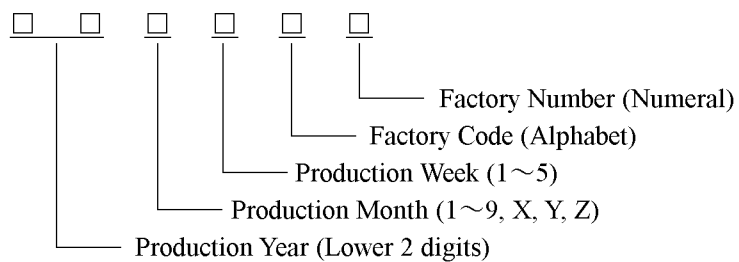 □ □ □ □ □ □
Factory Number (Numeral)
Factory Code (Alphabet)
Production Week (1～5)
Production Month (1～9, X, Y, Z)
Production Year (Lower 2 digits)